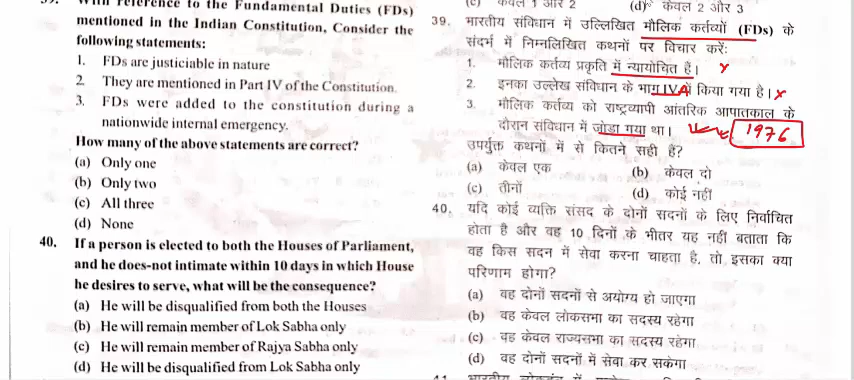 reference to the Fundamental Duties (FDs)
mentioned in the Indian Constitution, Consider the
following statements:
1. FDs are justiciable in nature
2. They are mentioned in Part IV of the Constitution.
3. FDs were added to the constitution during a
nationwide internal emergency.
How many of the above statements are correct?
(a) Only one
(b) Only two
(c) All three
(d) None
40. If a person is elected to both the Houses of Parliament,
and he does-not intimate within 10 days in which House
he desires to serve, what will be the consequence?
(a) He will be disqualified from both the Houses
(b) He will remain member of Lok Sabha only
(c) He will remain member of Rajya Sabha only
(d) He will be disqualified from Lok Sabha only
(c) केवल 1 और 2 (d) केवल 2 और 3
39. भारतीय संविधान में उल्लिखित मौलिक कर्तव्यों (FDs) के
संदर्भ में निम्नलिखित कथनों पर विचार करें:
1. मौलिक कर्तव्य प्रकृति में न्यायोचित हैं। x
2. इनका उल्लेख संविधान के भाग IVA में किया गया है। x
3. मौलिक कर्तव्य को राष्ट्रव्यापी आंतरिक आपातकाल के
दौरान संविधान में जोड़ा गया था। 1976
उपर्युक्त कथनों में से कितने सही हैं?
(a) केवल एक (b) केवल दो
(c) तीनों (d) कोई नहीं
40. यदि कोई व्यक्ति संसद के दोनों सदनों के लिए निर्वाचित
होता है और वह 10 दिनों के भीतर यह नहीं बताता कि
वह किस सदन में सेवा करना चाहता है, तो इसका क्या
परिणाम होगा?
(a) वह दोनों सदनों से अयोग्य हो जाएगा
(b) वह केवल लोकसभा का सदस्य रहेगा
(c) वह केवल राज्यसभा का सदस्य रहेगा
(d) वह दोनों सदनों में सेवा कर सकेगा